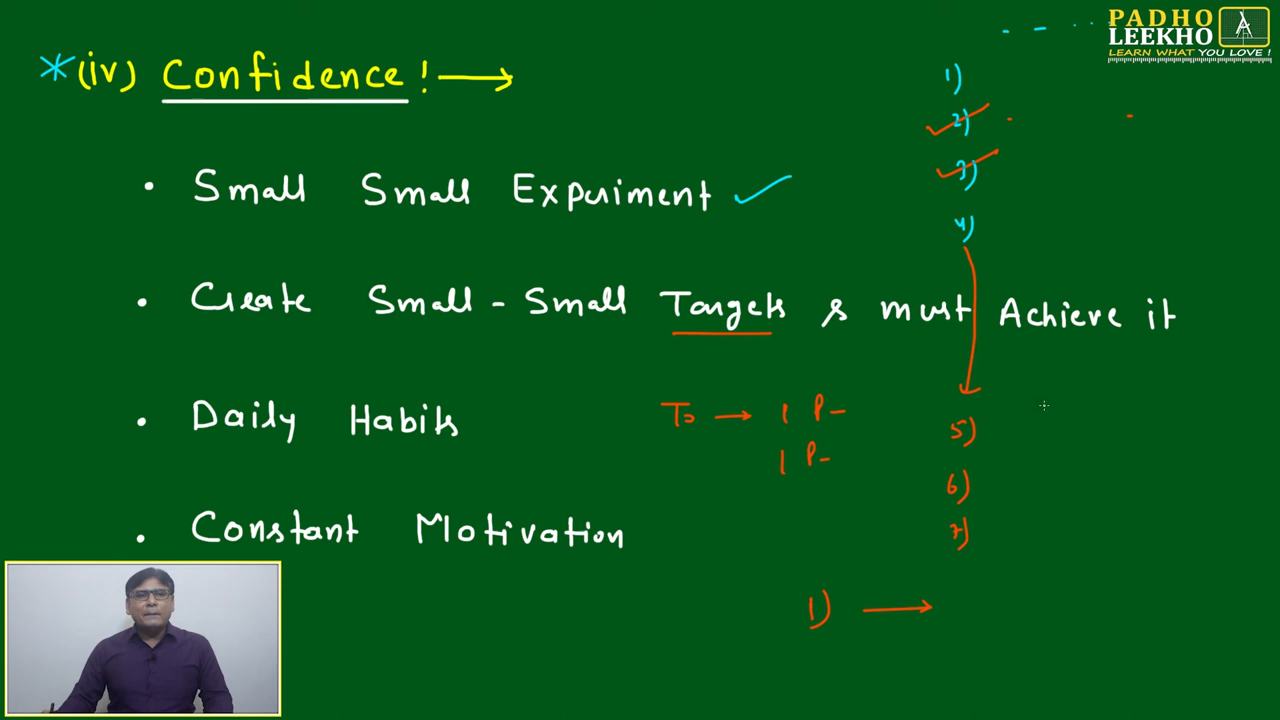 PADHO
LEEKHO
LEARN WHAT YOU LOVE !
*(iv) Confidence! →
1)
2)
3)
4)
• Small Small Experiment ✓
• Create Small-Small Targets & must Achieve it
• Daily Habits
To → 1 P-
1 P-
5)
6)
7)
• Constant Motivation
1) →